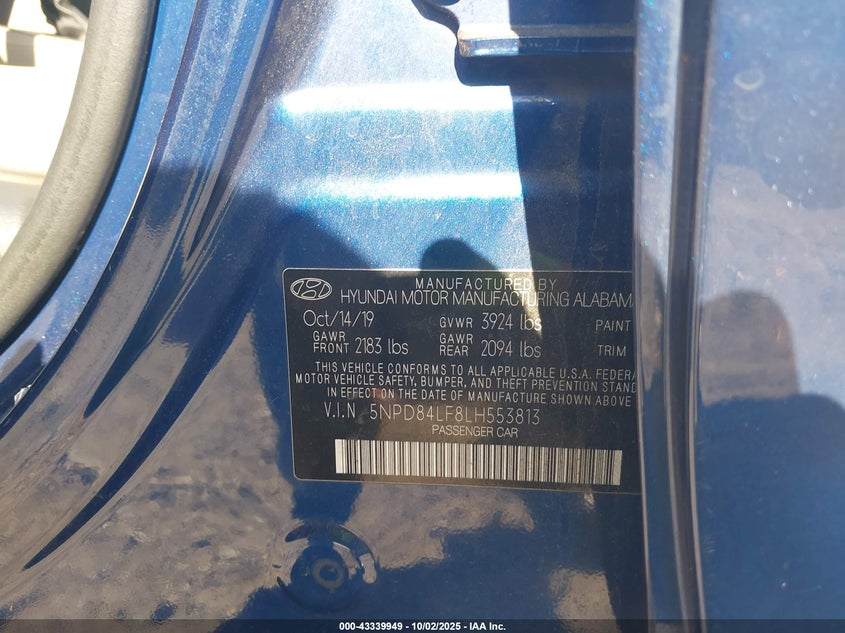 MANUFACTURED BY
HYUNDAI MOTOR MANUFACTURING ALABAMA
Oct/14/19 GVWR 3924 lbs PAINT
GAWR FRONT 2183 lbs GAWR REAR 2094 lbs TRIM
THIS VEHICLE CONFORMS TO ALL APPLICABLE U.S.A. FEDERA
MOTOR VEHICLE SAFETY, BUMPER, AND THEFT PREVENTION STAND
IN EFFECT ON THE DATE OF MANUFACTURE SHOWN ABOVE
V.I.N 5NPD84LF8LH553813
PASSENGER CAR
000-43339949 - 10/02/2025 - IAA Inc.